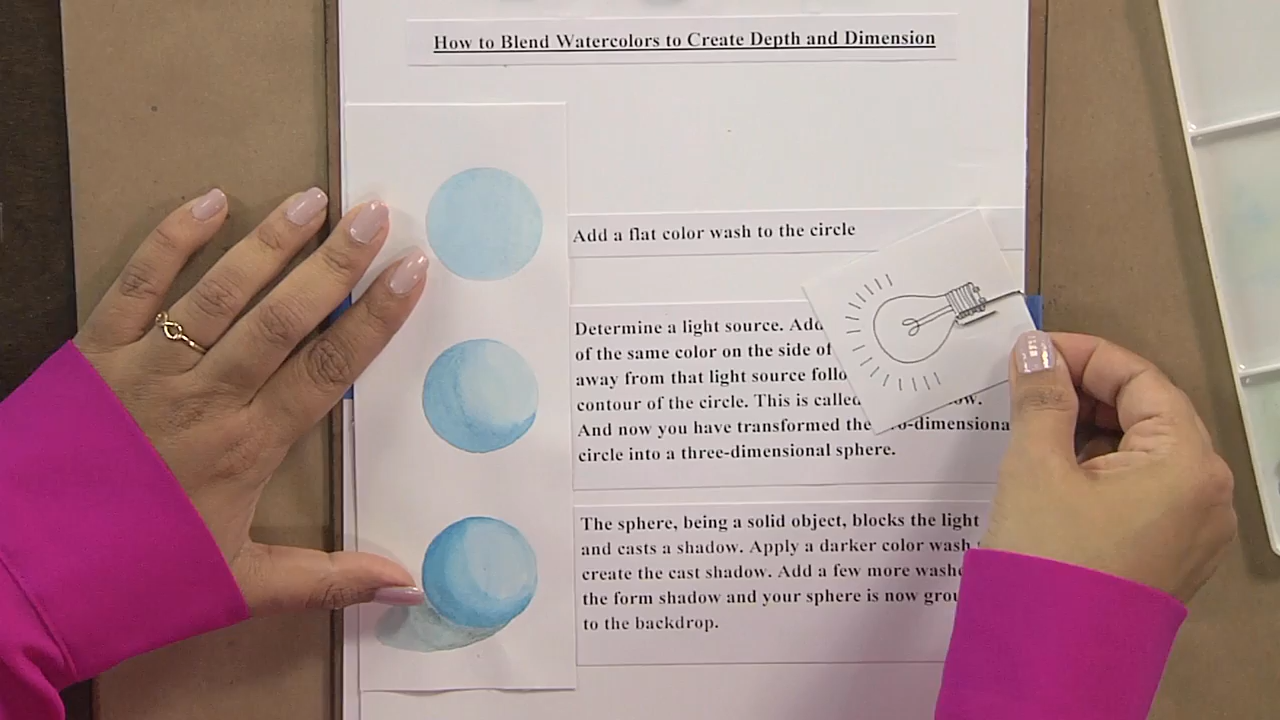 How to Blend Watercolors to Create Depth and Dimension
Add a flat color wash to the circle
Determine a light source. Add
of the same color on the side of
away from that light source
contour of the circle. This is called
And now you have transformed the
circle into a three-dimensional sphere.
The sphere, being a solid object, blocks the light
and casts a shadow. Apply a darker color wash
create the cast shadow. Add a few more
the form shadow and your sphere is now
to the backdrop.